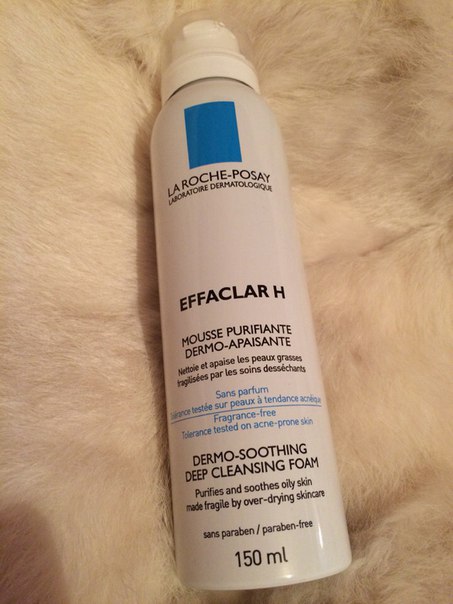 LA ROCHE-POSAY
LABORATOIRE DERMATOLOGIQUE
EFFACLAR H
MOUSSE PURIFIANTE
DERMO-APAISANTE
Nettoie et apaise les peaux grasses
fragilisées par les soins desséchants
Sans parfum
Tolérance testée sur peaux à tendance acnéique
Fragrance-free
Tolerance tested on acne-prone skin
DERMO-SOOTHING
DEEP CLEANSING FOAM
Purifies and soothes oily skin
made fragile by over-drying skincare
sans paraben / paraben-free
150 ml